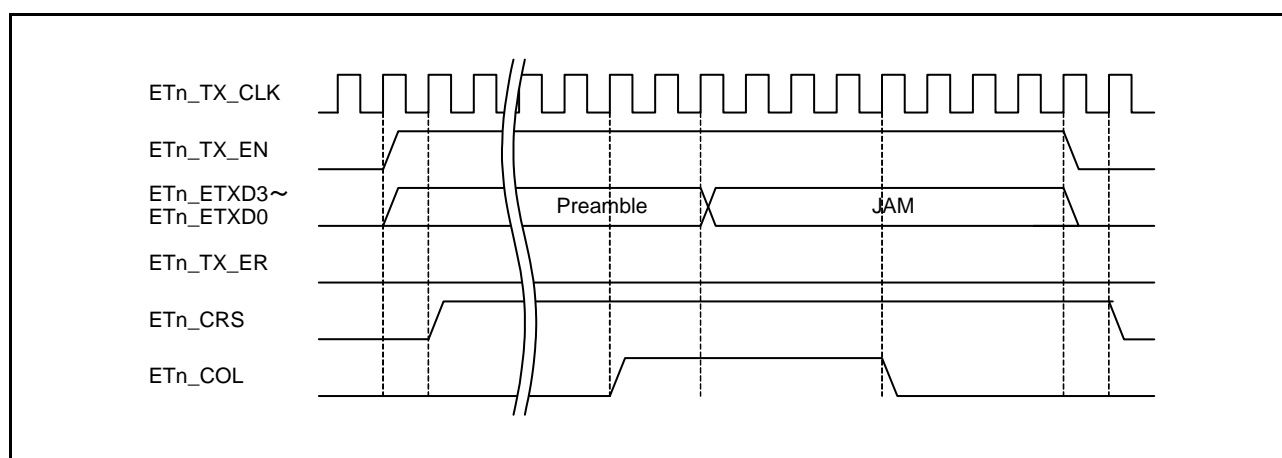 ETn_TX_CLK
ETn_TX_EN
ETn_ETXD3～
ETn_ETXD0
Preamble
JAM
ETn_TX_ER
ETn_CRS
ETn_COL